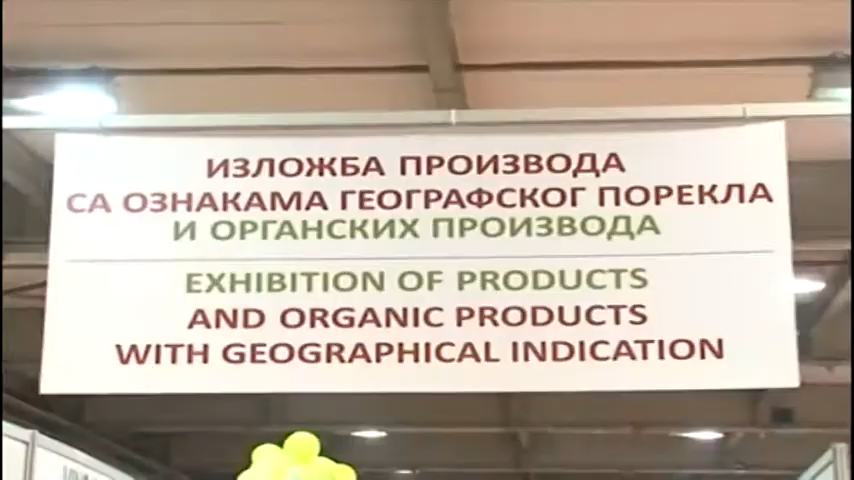 ИЗЛОЖБА ПРОИЗВОДА
СА ОЗНАКАМА ГЕОГРАФСКОГ ПОРЕКЛА
И ОРГАНСКИХ ПРОИЗВОДА
EXHIBITION OF PRODUCTS
AND ORGANIC PRODUCTS
WITH GEOGRAPHICAL INDICATION